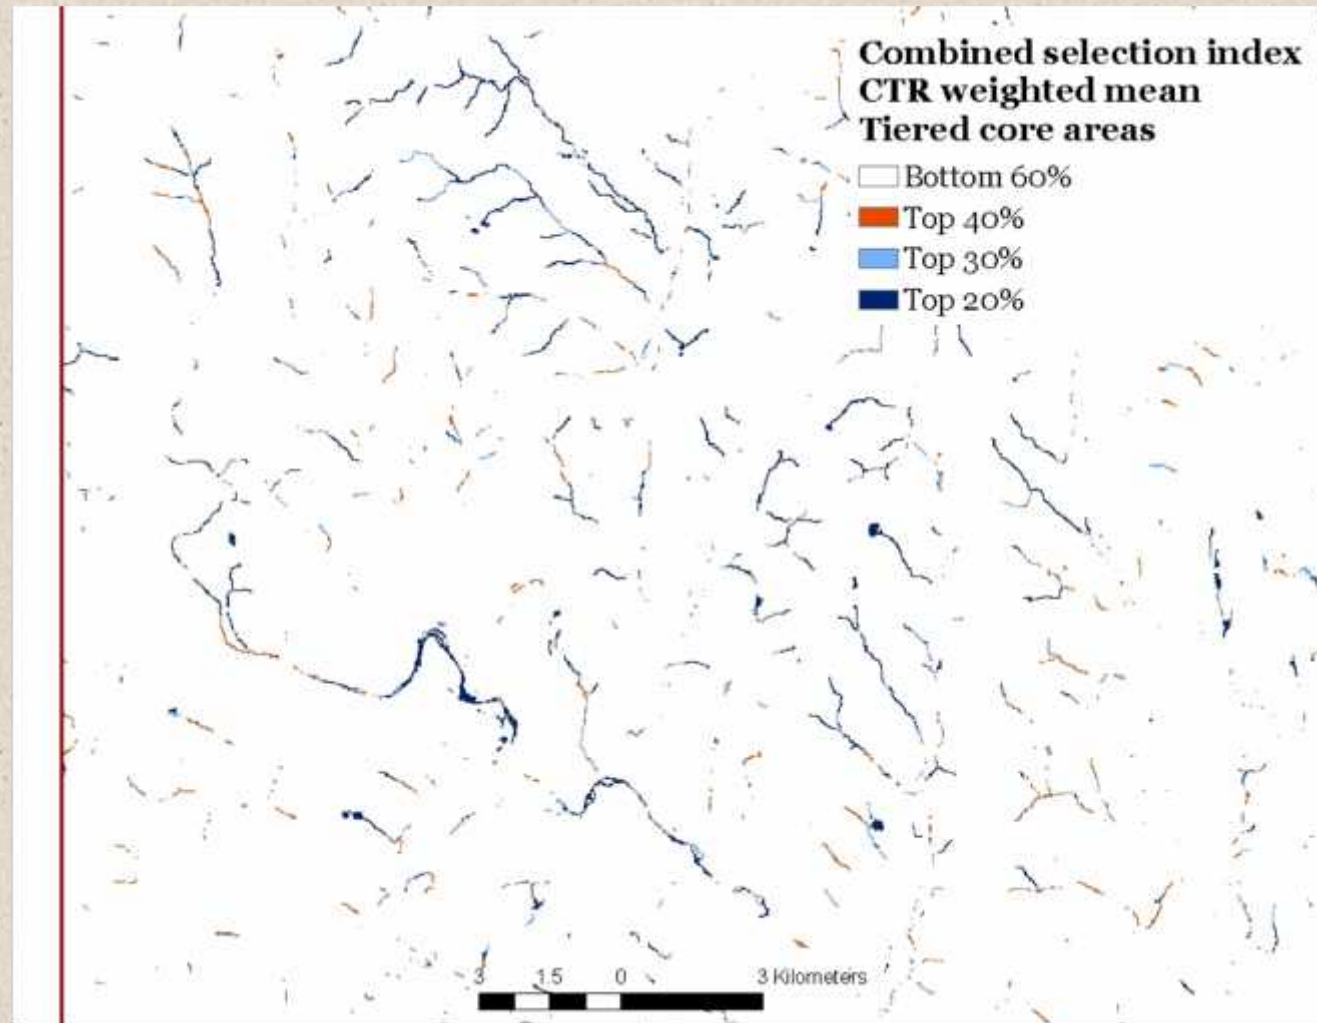 Combined selection index
CTR weighted mean
Tiered core areas
Bottom 60%
Top 40%
Top 30%
Top 20%
3 1.5 0 3 Kilometers